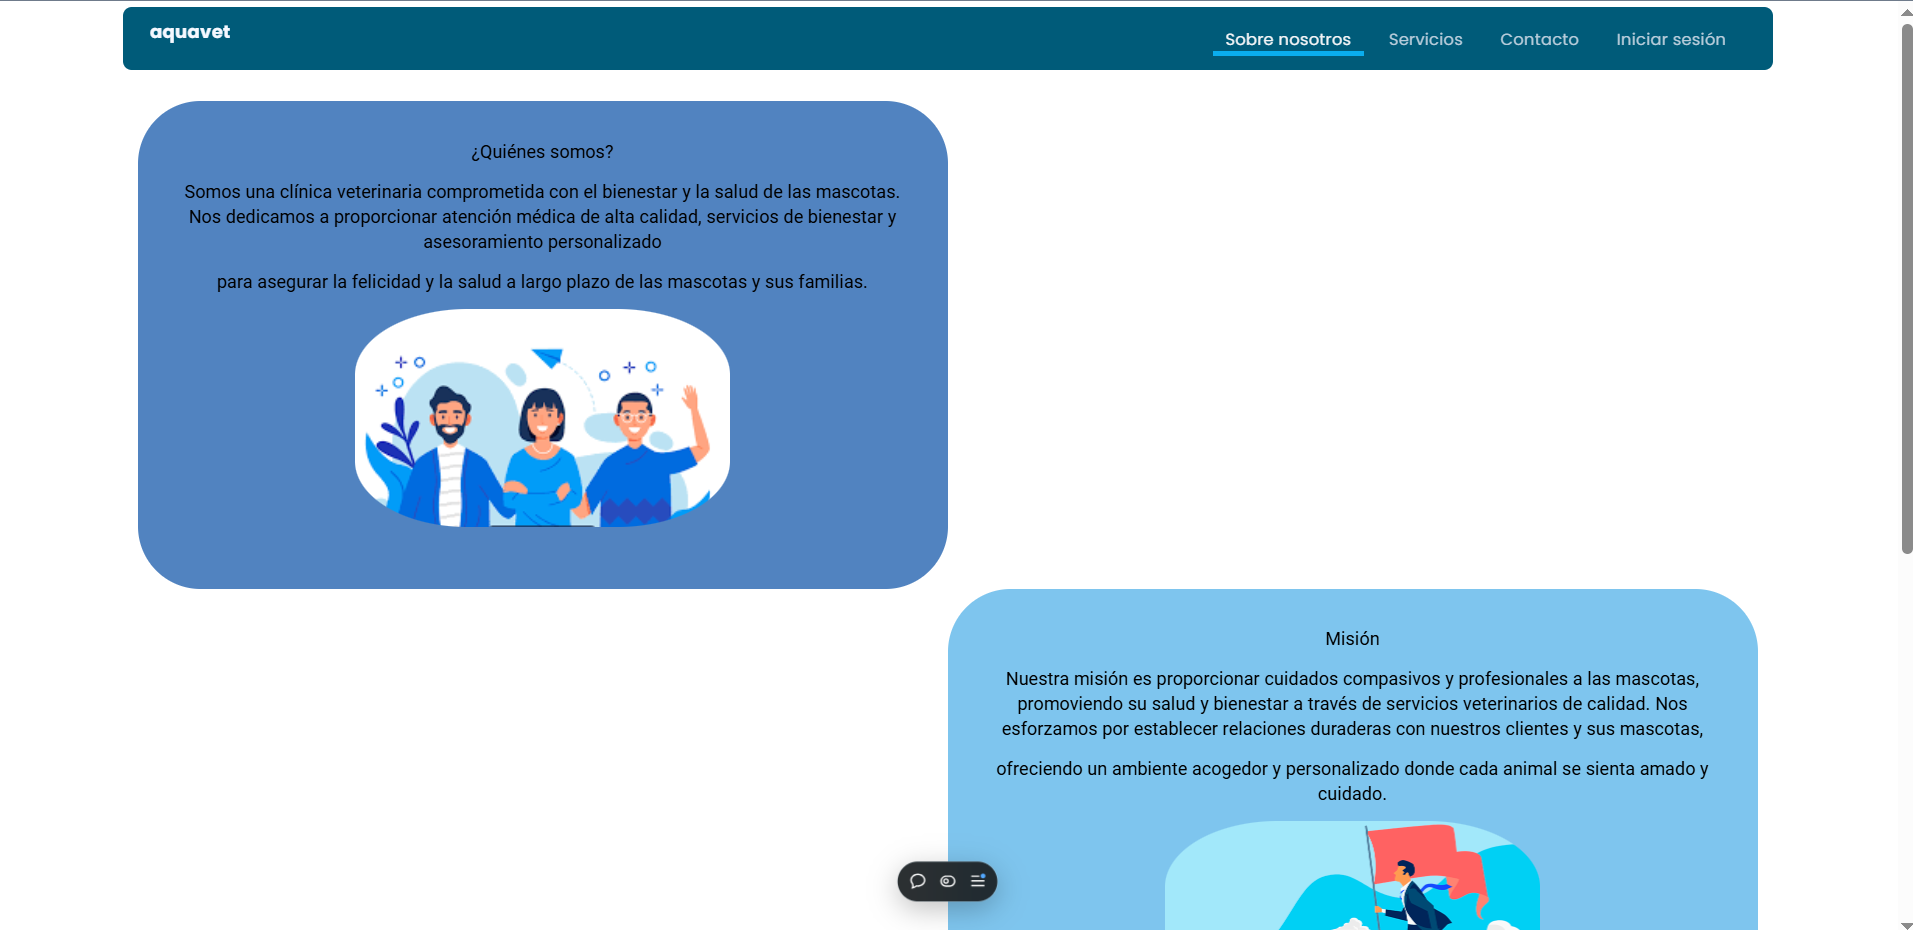 aquavet
Sobre nosotros
Servicios
Contacto
Iniciar sesión
¿Quiénes somos?
Somos una clínica veterinaria comprometida con el bienestar y la salud de las mascotas.
Nos dedicamos a proporcionar atención médica de alta calidad, servicios de bienestar y
asesoramiento personalizado
para asegurar la felicidad y la salud a largo plazo de las mascotas y sus familias.
Misión
Nuestra misión es proporcionar cuidados compasivos y profesionales a las mascotas,
promoviendo su salud y bienestar a través de servicios veterinarios de calidad. Nos
esforzamos por establecer relaciones duraderas con nuestros clientes y sus mascotas,
ofreciendo un ambiente acogedor y personalizado donde cada animal se sienta amado y
cuidado.